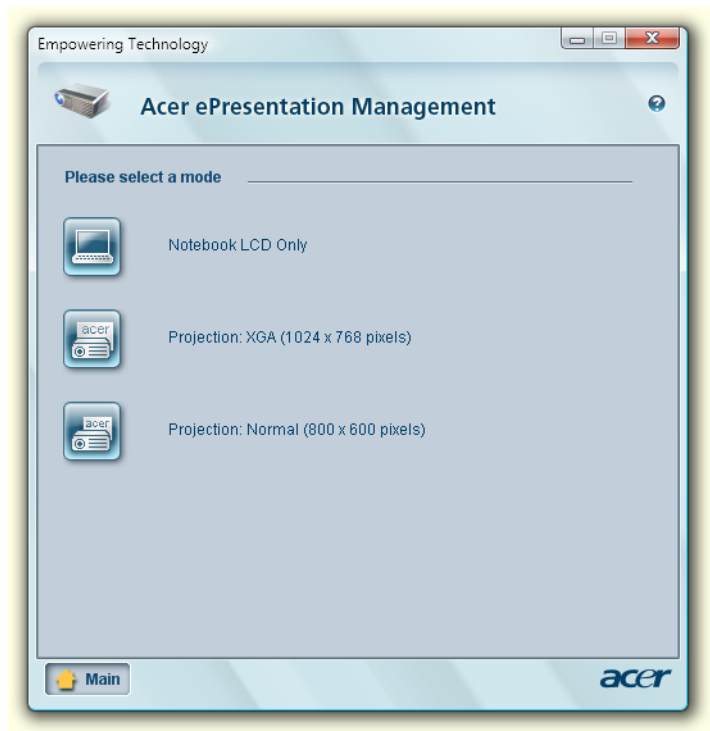 Empowering Technology
Acer ePresentation Management
Please select a mode
Notebook LCD Only
acer
Projection: XGA (1024 x 768 pixels)
acer
Projection: Normal (800 x 600 pixels)
Main
acer